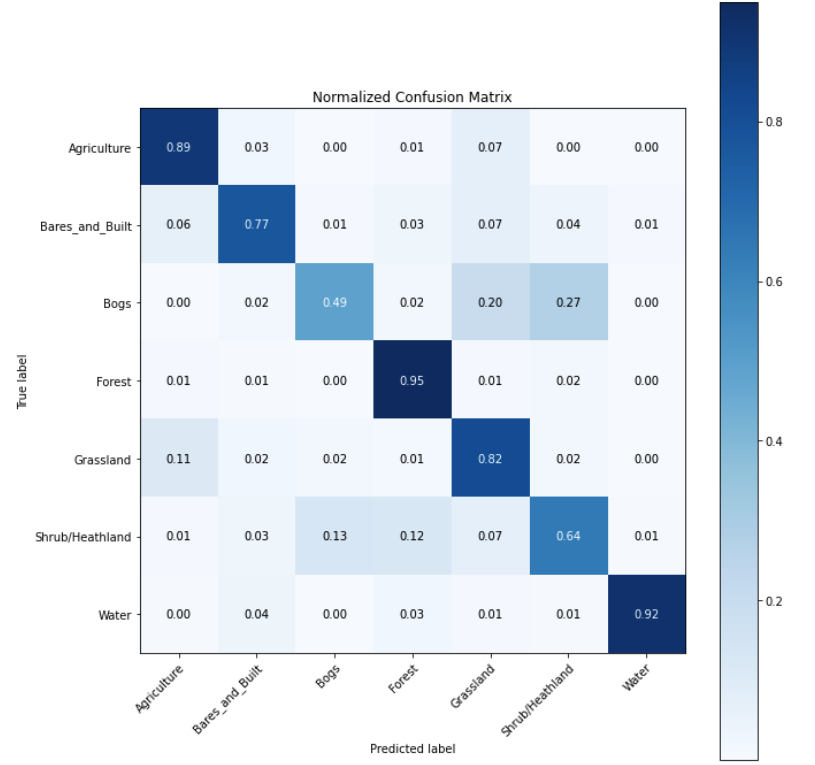 Normalized Confusion Matrix
True label
Agriculture 0.89 0.03 0.00 0.01 0.07 0.00 0.00
Bares_and_Built 0.06 0.77 0.01 0.03 0.07 0.04 0.01
Bogs 0.00 0.02 0.49 0.02 0.20 0.27 0.00
Forest 0.01 0.01 0.00 0.95 0.01 0.02 0.00
Grassland 0.11 0.02 0.02 0.01 0.82 0.02 0.00
Shrub/Heathland 0.01 0.03 0.13 0.12 0.07 0.64 0.01
Water 0.00 0.04 0.00 0.03 0.01 0.01 0.92
Agriculture Bares_and_Built Bogs Forest Grassland Shrub/Heathland Water
Predicted label
0.8
0.6
0.4
0.2